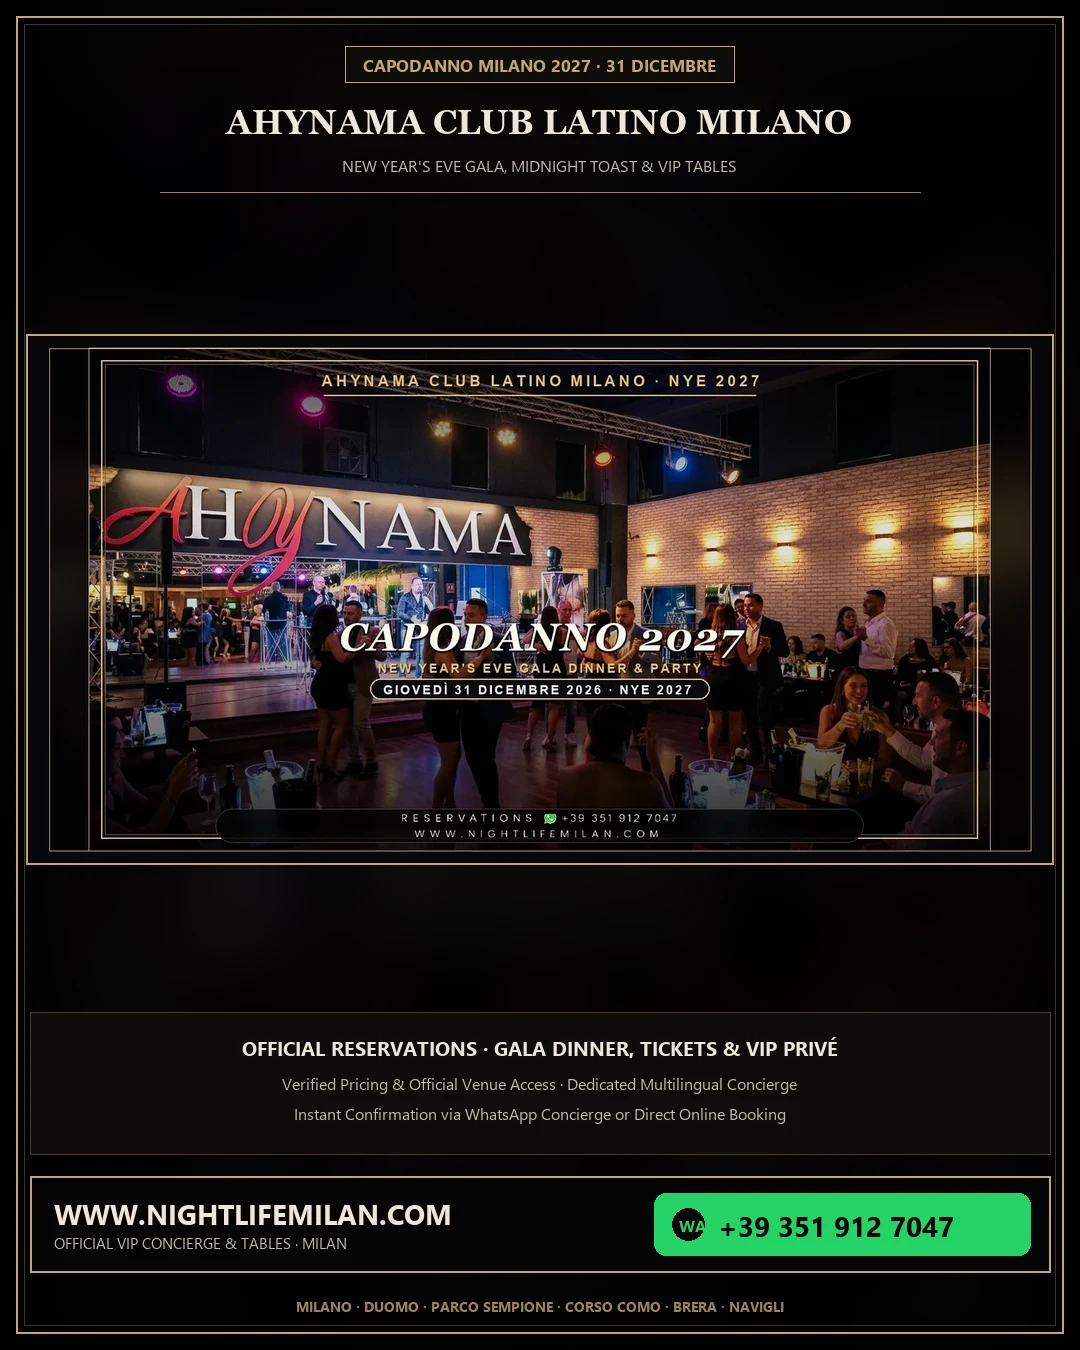 CAPODANNO MILANO 2027 · 31 DICEMBRE
AHYNAMA CLUB LATINO MILANO
NEW YEAR'S EVE GALA, MIDNIGHT TOAST & VIP TABLES
AHYNAMA CLUB LATINO MILANO · NYE 2027
AHOYNAMA
CAPODANNO 2027
NEW YEAR'S EVE GALA DINNER & PARTY
GIOVEDÌ 31 DICEMBRE 2026 · NYE 2027
RESERVATIONS +39 351 912 7047
WWW.NIGHTLIFEMILAN.COM
OFFICIAL RESERVATIONS · GALA DINNER, TICKETS & VIP PRIVÉ
Verified Pricing & Official Venue Access · Dedicated Multilingual Concierge
Instant Confirmation via WhatsApp Concierge or Direct Online Booking
WWW.NIGHTLIFEMILAN.COM
OFFICIAL VIP CONCIERGE & TABLES · MILAN
WA +39 351 912 7047
MILANO · DUOMO · PARCO SEMPIONE · CORSO COMO · BRERA · NAVIGLI